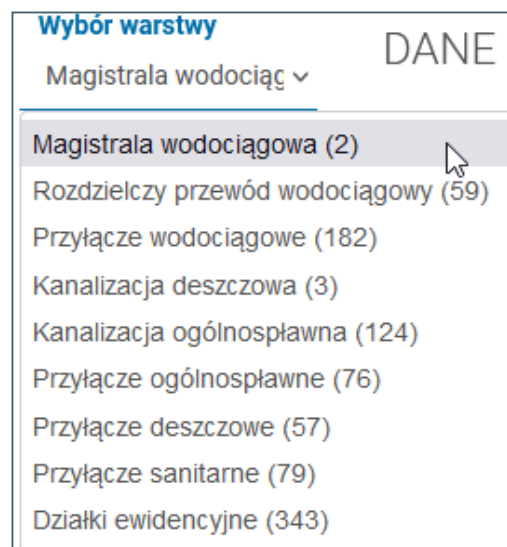 Wybór warstwy
DANE
Magistrala wodociąg
Magistrala wodociągowa (2)
Rozdzielczy przewód wodociągowy (59)
Przyłącze wodociągowe (182)
Kanalizacja deszczowa (3)
Kanalizacja ogólnospławna (124)
Przyłącze ogólnospławne (76)
Przyłącze deszczowe (57)
Przyłącze sanitarne (79)
Działki ewidencyjne (343)